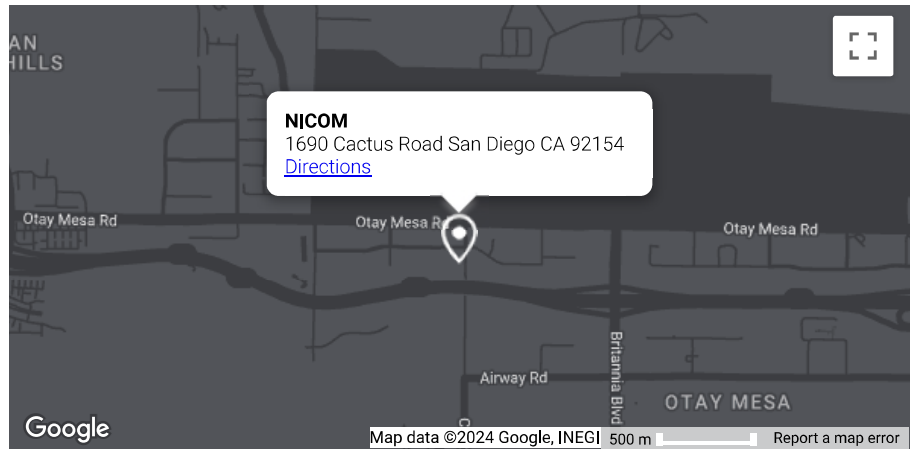 AN
HILLS
NICOM
1690 Cactus Road San Diego CA 92154
Directions
Otay Mesa Rd
Otay Mesa Rd
Otay Mesa Rd
Britannia Blvd
Airway Rd
OTAY MESA
Google
Map data ©2024 Google, INEGI
500 m
Report a map error